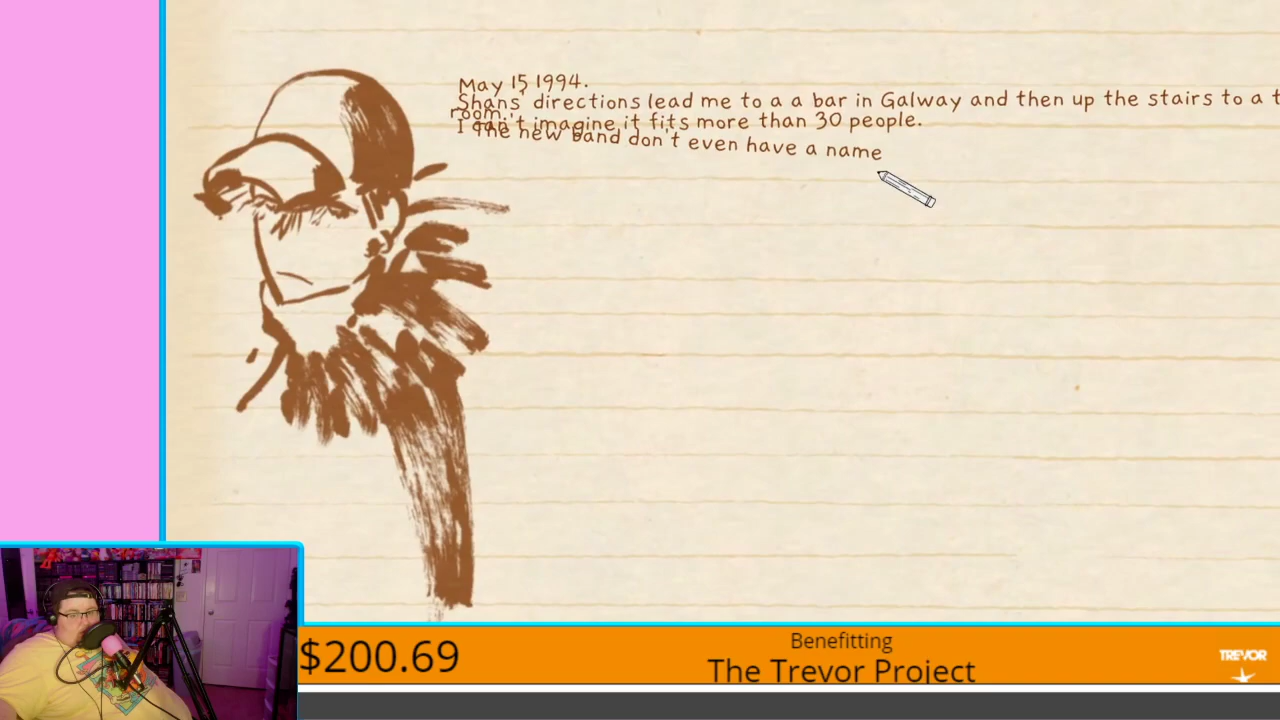 May 15 1994.
Shans' directions lead me to a a bar in Galway and then up the stairs to a t
room.
I can't imagine it fits more than 30 people.
The new band don't even have a name
$200.69
Benefitting
The Trevor Project
TREVOR